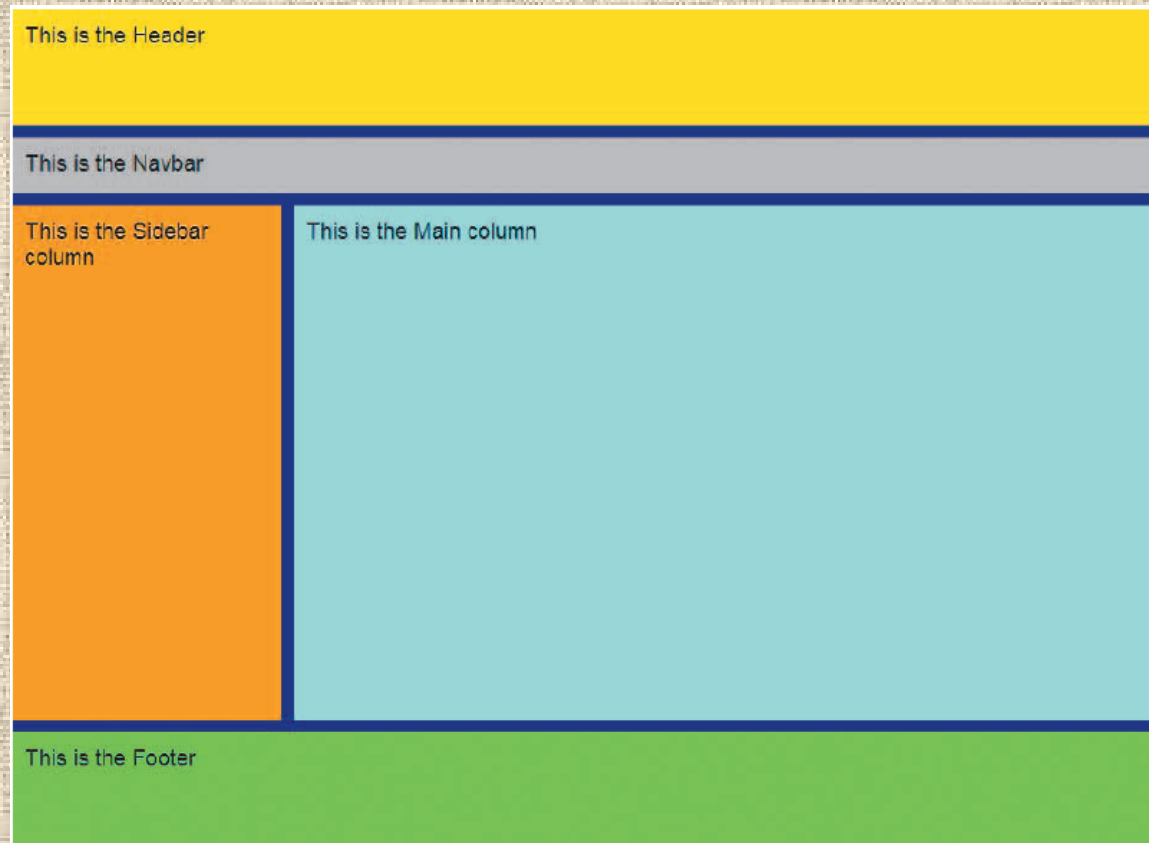 This is the Header
This is the Navbar
This is the Sidebar
column
This is the Main column
This is the Footer